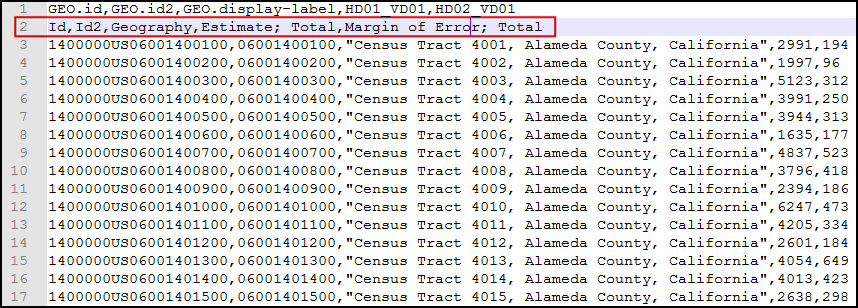 1 GEO.id,GEO.id2,GEO.display-label,HD01_VD01,HD02_VD01
2 Id,Id2,Geography,Estimate; Total,Margin of Error; Total
3 1400000US06001400100,06001400100,"Census Tract 4001, Alameda County, California",2991,194
4 1400000US06001400200,06001400200,"Census Tract 4002, Alameda County, California",1997,96
5 1400000US06001400300,06001400300,"Census Tract 4003, Alameda County, California",5123,312
6 1400000US06001400400,06001400400,"Census Tract 4004, Alameda County, California",3991,250
7 1400000US06001400500,06001400500,"Census Tract 4005, Alameda County, California",3944,313
8 1400000US06001400600,06001400600,"Census Tract 4006, Alameda County, California",1635,177
9 1400000US06001400700,06001400700,"Census Tract 4007, Alameda County, California",4837,523
10 1400000US06001400800,06001400800,"Census Tract 4008, Alameda County, California",3796,418
11 1400000US06001400900,06001400900,"Census Tract 4009, Alameda County, California",2394,186
12 1400000US06001401000,06001401000,"Census Tract 4010, Alameda County, California",6247,473
13 1400000US06001401100,06001401100,"Census Tract 4011, Alameda County, California",4205,334
14 1400000US06001401200,06001401200,"Census Tract 4012, Alameda County, California",2601,184
15 1400000US06001401300,06001401300,"Census Tract 4013, Alameda County, California",4054,649
16 1400000US06001401400,06001401400,"Census Tract 4014, Alameda County, California",4013,423
17 1400000US06001401500,06001401500,"Census Tract 4015, Alameda County, California",2638,298